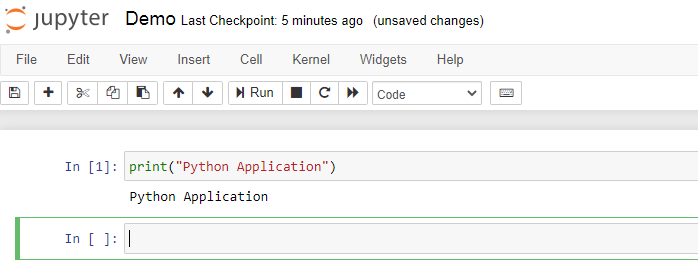 jupyter Demo Last Checkpoint: 5 minutes ago (unsaved changes)
File Edit View Insert Cell Kernel Widgets Help
Run Code
In [1]: print("Python Application")
Python Application
In [ ]: